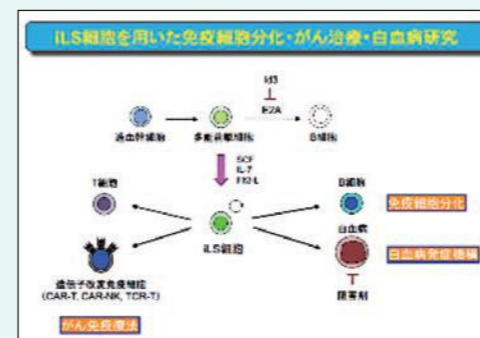 iLS細胞を用いた免疫細胞分化・がん治療・白血病研究
Id3
E2A
造血幹細胞
多能前駆細胞
B細胞
SCF
IL-7
Flt3-L
T細胞
B細胞
免疫細胞分化
iLS細胞
白血病
白血病発症機構
遺伝子改変免疫細胞
(CAR-T, CAR-NK, TCR-T)
阻害剤
がん免疫療法